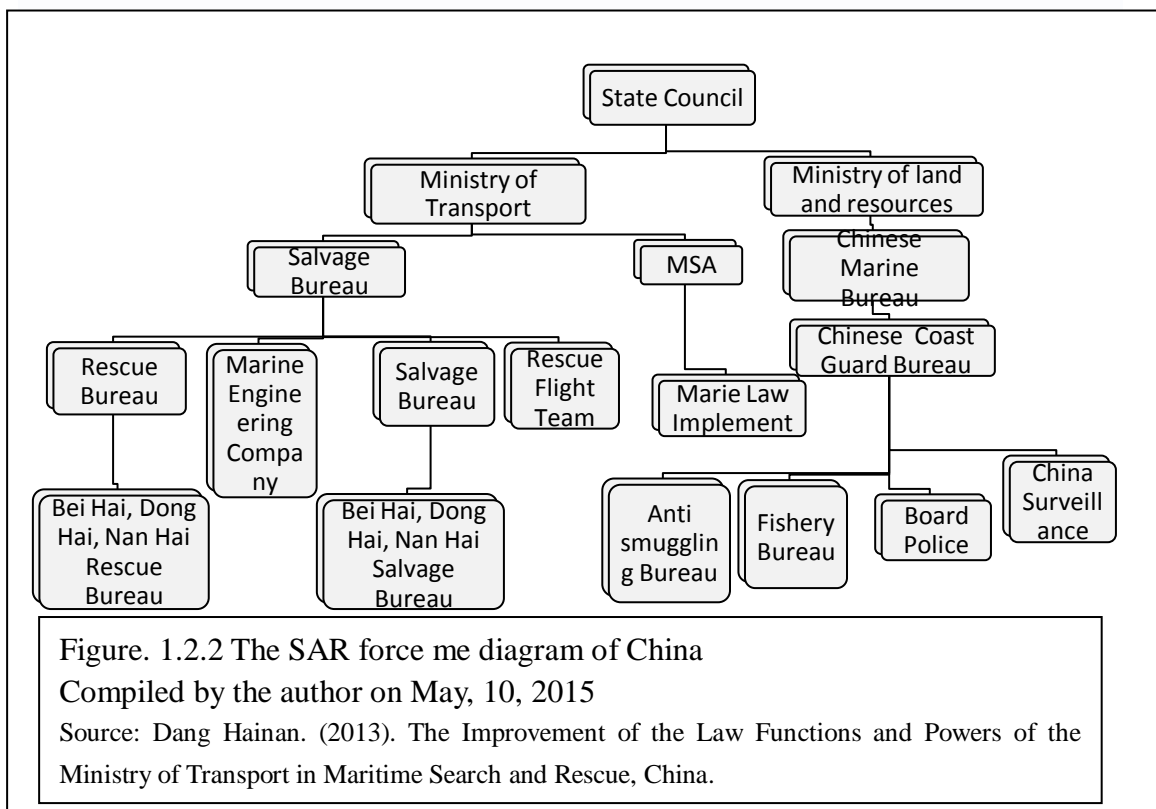 State Council
Ministry of
Transport
Ministry of land
and resources
Salvage
Bureau
MSA
Chinese
Marine
Bureau
Rescue
Bureau
Marine
Engine
ering
Compa
ny
Salvage
Bureau
Rescue
Flight
Team
Marie Law
Implement
Chinese Coast
Guard Bureau
Bei Hai, Dong
Hai, Nan Hai
Rescue
Bureau
Bei Hai, Dong
Hai, Nan Hai
Salvage
Bureau
Anti
smugglin
g Bureau
Fishery
Bureau
Board
Police
China
Surveill
ance
Figure. 1.2.2 The SAR force me diagram of China
Compiled by the author on May, 10, 2015
Source: Dang Hainan. (2013). The Improvement of the Law Functions and Powers of the
Ministry of Transport in Maritime Search and Rescue, China.